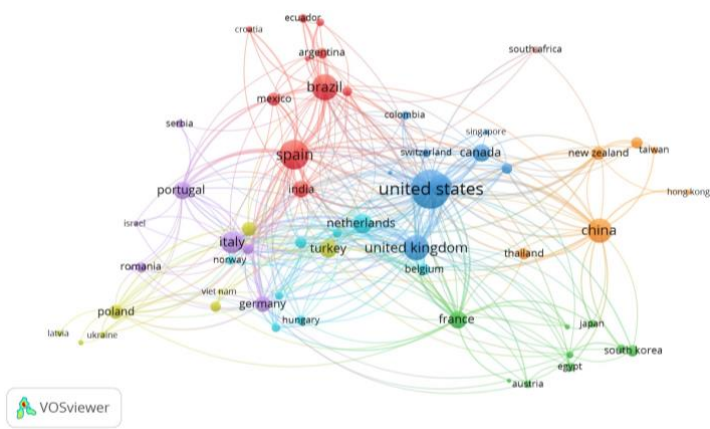 ecuador
croatia
argentina
south africa
brazil
mexico
colombia
serbia
singapore
switzerland
canada
new zealand
taiwan
spain
portugal
india
united states
hong kong
israel
netherlands
china
italy
turkey
united kingdom
norway
thailand
romania
belgium
viet nam
germany
poland
hungary
france
japan
latvia
ukraine
south korea
egypt
austria
VOSviewer